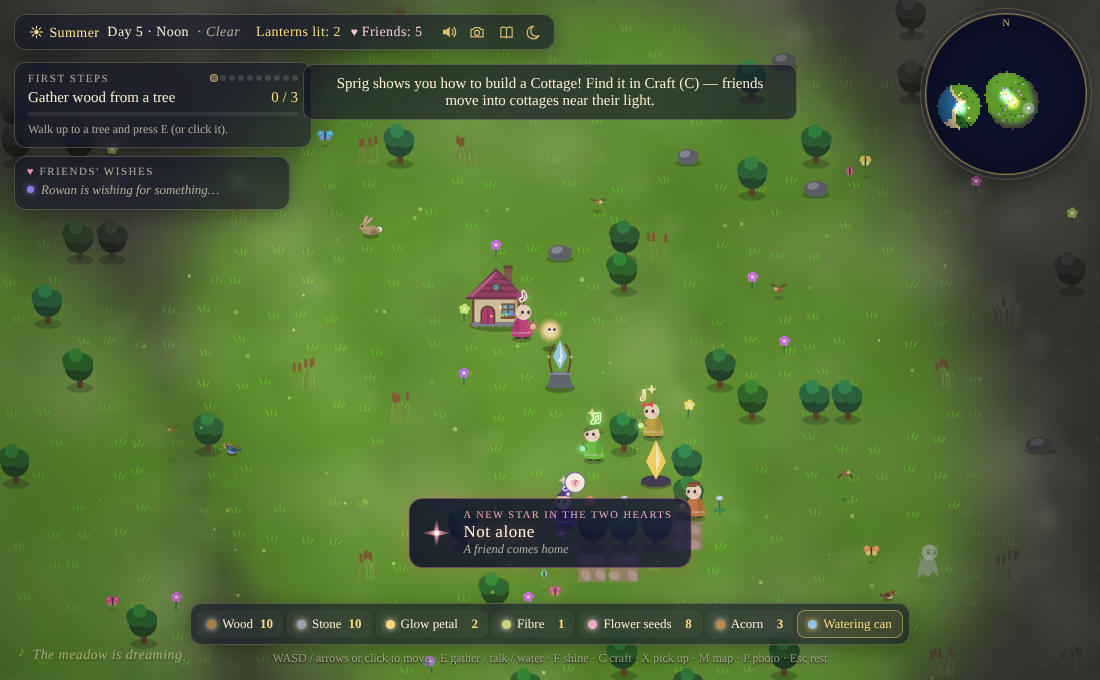 Summer Day 5 · Noon · Clear Lanterns lit: 2 ♥ Friends: 5
N
FIRST STEPS
Gather wood from a tree 0 / 3
Walk up to a tree and press E (or click it).
Sprig shows you how to build a Cottage! Find it in Craft (C) — friends
move into cottages near their light.
♥ FRIENDS' WISHES
Rowan is wishing for something…
A NEW STAR IN THE TWO HEARTS
Not alone
A friend comes home
Wood 10 Stone 10 Glow petal 2 Fibre 1 Flower seeds 8 Acorn 3 Watering can
♪ The meadow is dreaming
WASD / arrows or click to move · E gather / talk / water · F shine · C craft · X pick up · M map · P photo · Esc rest